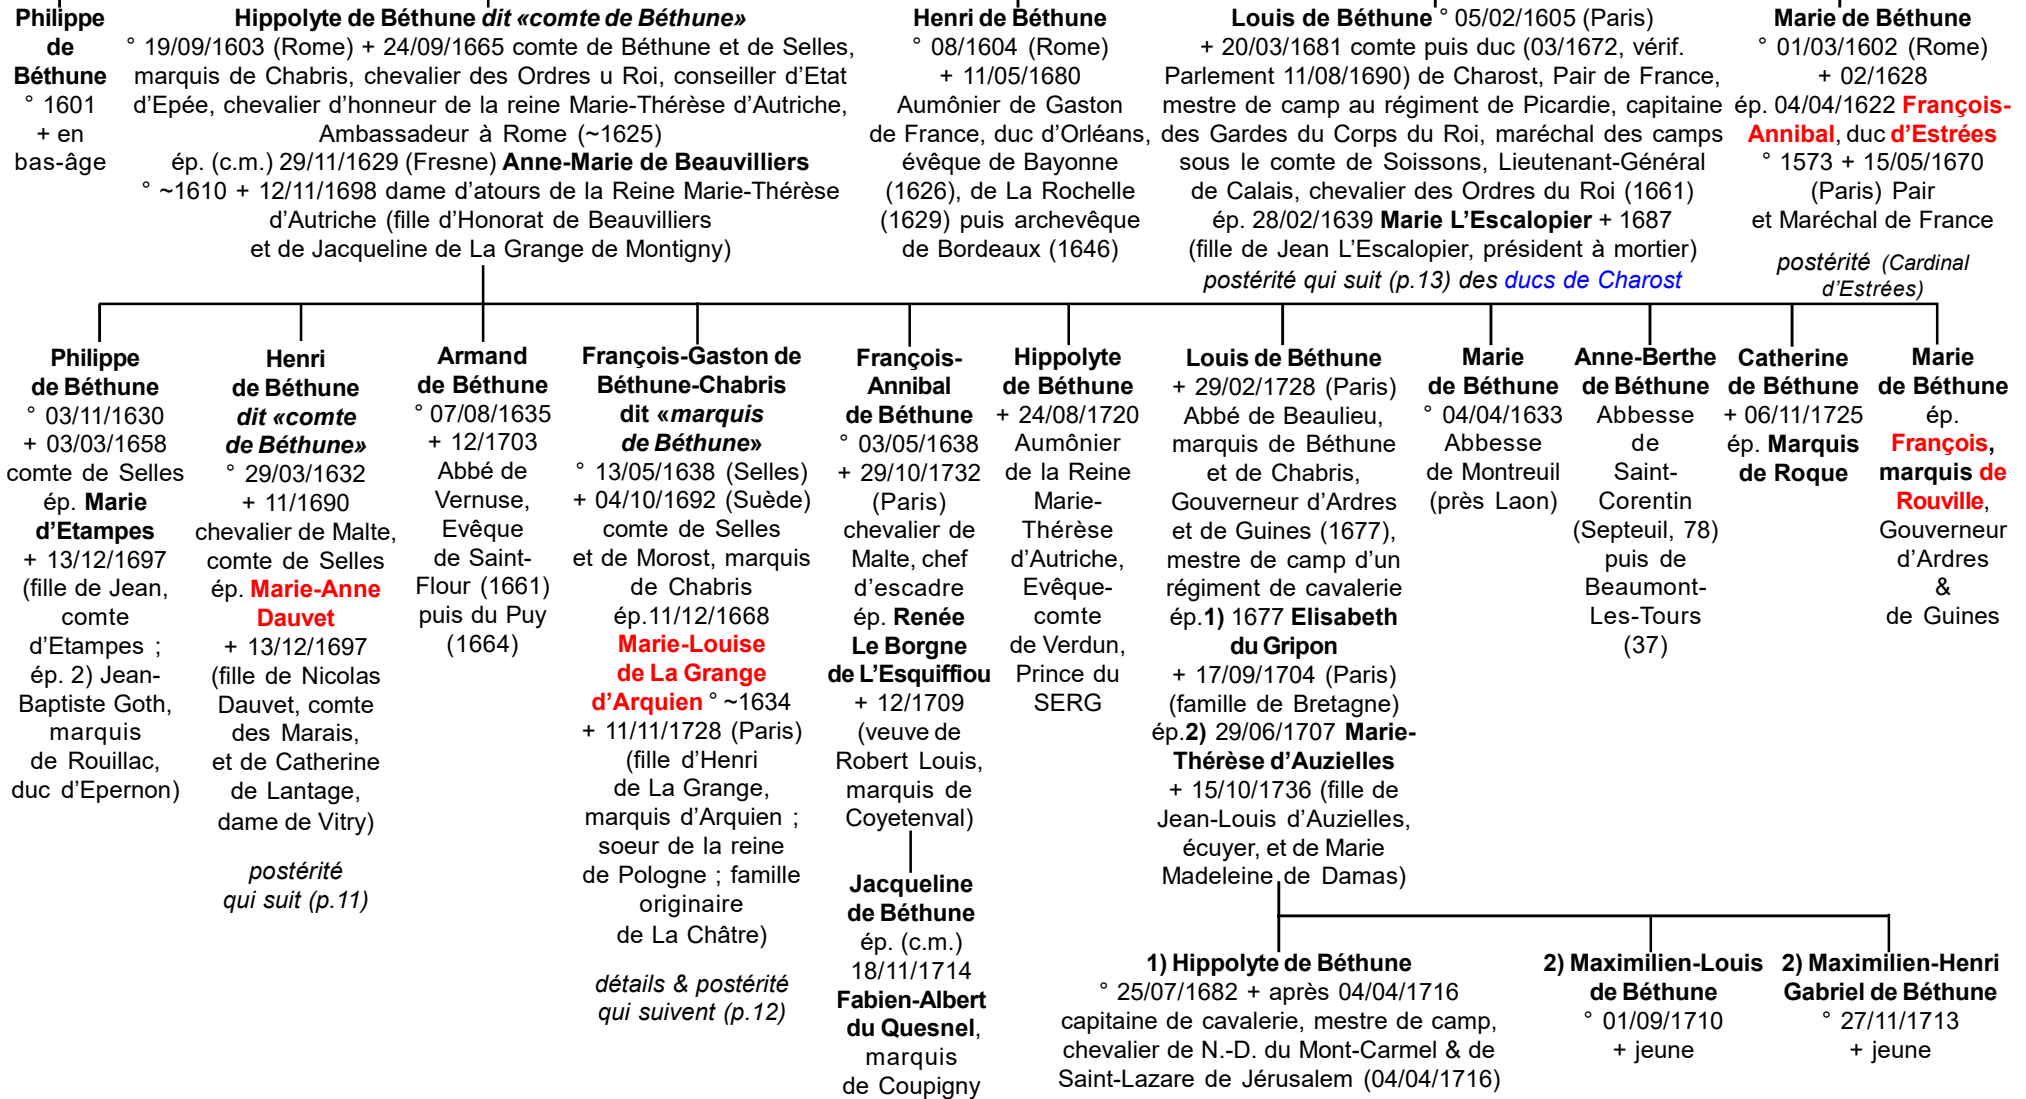 Philippe
de
Béthune
° 1601
+ en
bas-âge
Hippolyte de Béthune dit «comte de Béthune»
° 19/09/1603 (Rome) + 24/09/1665 comte de Béthune et de Selles,
marquis de Chabris, chevalier des Ordres u Roi, conseiller d'Etat
d'Epée, chevalier d'honneur de la reine Marie-Thérèse d'Autriche,
Ambassadeur à Rome (~1625)
ép. (c.m.) 29/11/1629 (Fresne) Anne-Marie de Beauvilliers
° ~1610 + 12/11/1698 dame d'atours de la Reine Marie-Thérèse
d'Autriche (fille d'Honorat de Beauvilliers
et de Jacqueline de La Grange de Montigny)
Henri de Béthune
° 08/1604 (Rome)
+ 11/05/1680
Aumônier de Gaston
de France, duc d'Orléans,
évêque de Bayonne
(1626), de La Rochelle
(1629) puis archevêque
de Bordeaux (1646)
Louis de Béthune ° 05/02/1605 (Paris)
+ 20/03/1681 comte puis duc (03/1672, vérif.
Parlement 11/08/1690) de Charost, Pair de France,
mestre de camp au régiment de Picardie, capitaine
des Gardes du Corps du Roi, maréchal des camps
sous le comte de Soissons, Lieutenant-Général
de Calais, chevalier des Ordres du Roi (1661)
ép. 28/02/1639 Marie L'Escalopier + 1687
(fille de Jean L'Escalopier, président à mortier)
postérité qui suit (p.13) des ducs de Charost
Marie de Béthune
° 01/03/1602 (Rome)
+ 02/1628
ép. 04/04/1622 François-
Annibal, duc d'Estrées
° 1573 + 15/05/1670
(Paris) Pair
et Maréchal de France
postérité (Cardinal
d'Estrées)
Philippe
de Béthune
° 03/11/1630
+ 03/03/1658
comte de Selles
ép. Marie
d'Etampes
+ 13/12/1697
(fille de Jean,
comte
d'Etampes ;
ép. 2) Jean-
Baptiste Goth,
marquis
de Rouillac,
duc d'Epernon)
Henri
de Béthune
dit «comte
de Béthune»
° 29/03/1632
+ 11/1690
chevalier de Malte,
comte de Selles
ép. Marie-Anne
Dauvet
+ 13/12/1697
(fille de Nicolas
Dauvet, comte
des Marais,
et de Catherine
de Lantage,
dame de Vitry)
postérité
qui suit (p.11)
Armand
de Béthune
° 07/08/1635
+ 12/1703
Abbé de
Vernuse,
Evêque
de Saint-
Flour (1661)
puis du Puy
(1664)
François-Gaston de
Béthune-Chabris
dit «marquis
de Béthune»
° 13/05/1638 (Selles)
+ 04/10/1692 (Suède)
comte de Selles
et de Morost, marquis
de Chabris
ép.11/12/1668
Marie-Louise
de La Grange
d'Arquien ° ~1634
+ 11/11/1728 (Paris)
(fille d'Henri
de La Grange,
marquis d'Arquien ;
soeur de la reine
de Pologne ; famille
originaire
de La Châtre)
détails & postérité
qui suivent (p.12)
François-
Annibal
de Béthune
° 03/05/1638
+ 29/10/1732
(Paris)
chevalier de
Malte, chef
d'escadre
ép. Renée
Le Borgne
de L'Esquiffiou
+ 12/1709
(veuve de
Robert Louis,
marquis de
Coyetenval)
Jacqueline
de Béthune
ép. (c.m.)
18/11/1714
Fabien-Albert
du Quesnel,
marquis
de Coupigny
Hippolyte
de Béthune
+ 24/08/1720
Aumônier
de la Reine
Marie-
Thérèse
d'Autriche,
Evêque-
comte
de Verdun,
Prince du
SERG
Louis de Béthune
+ 29/02/1728 (Paris)
Abbé de Beaulieu,
marquis de Béthune
et de Chabris,
Gouverneur d'Ardres
et de Guines (1677),
mestre de camp d'un
régiment de cavalerie
ép.1) 1677 Elisabeth
du Gripon
+ 17/09/1704 (Paris)
(famille de Bretagne)
ép.2) 29/06/1707 Marie-
Thérèse d'Auzielles
+ 15/10/1736 (fille de
Jean-Louis d'Auzielles,
écuyer, et de Marie
Madeleine de Damas)
Marie
de Béthune
° 04/04/1633
Abbesse
de Montreuil
(près Laon)
Anne-Berthe
de Béthune
Abbesse
de
Saint-
Corentin
(Septeuil, 78)
puis de
Beaumont-
Les-Tours
(37)
Catherine
de Béthune
+ 06/11/1725
ép. Marquis
de Roque
Marie
de Béthune
ép.
François,
marquis de
Rouville,
Gouverneur
d'Ardres
&
de Guines
1) Hippolyte de Béthune
° 25/07/1682 + après 04/04/1716
capitaine de cavalerie, mestre de camp,
chevalier de N.-D. du Mont-Carmel & de
Saint-Lazare de Jérusalem (04/04/1716)
2) Maximilien-Louis
de Béthune
° 01/09/1710
+ jeune
2) Maximilien-Henri
Gabriel de Béthune
° 27/11/1713
+ jeune